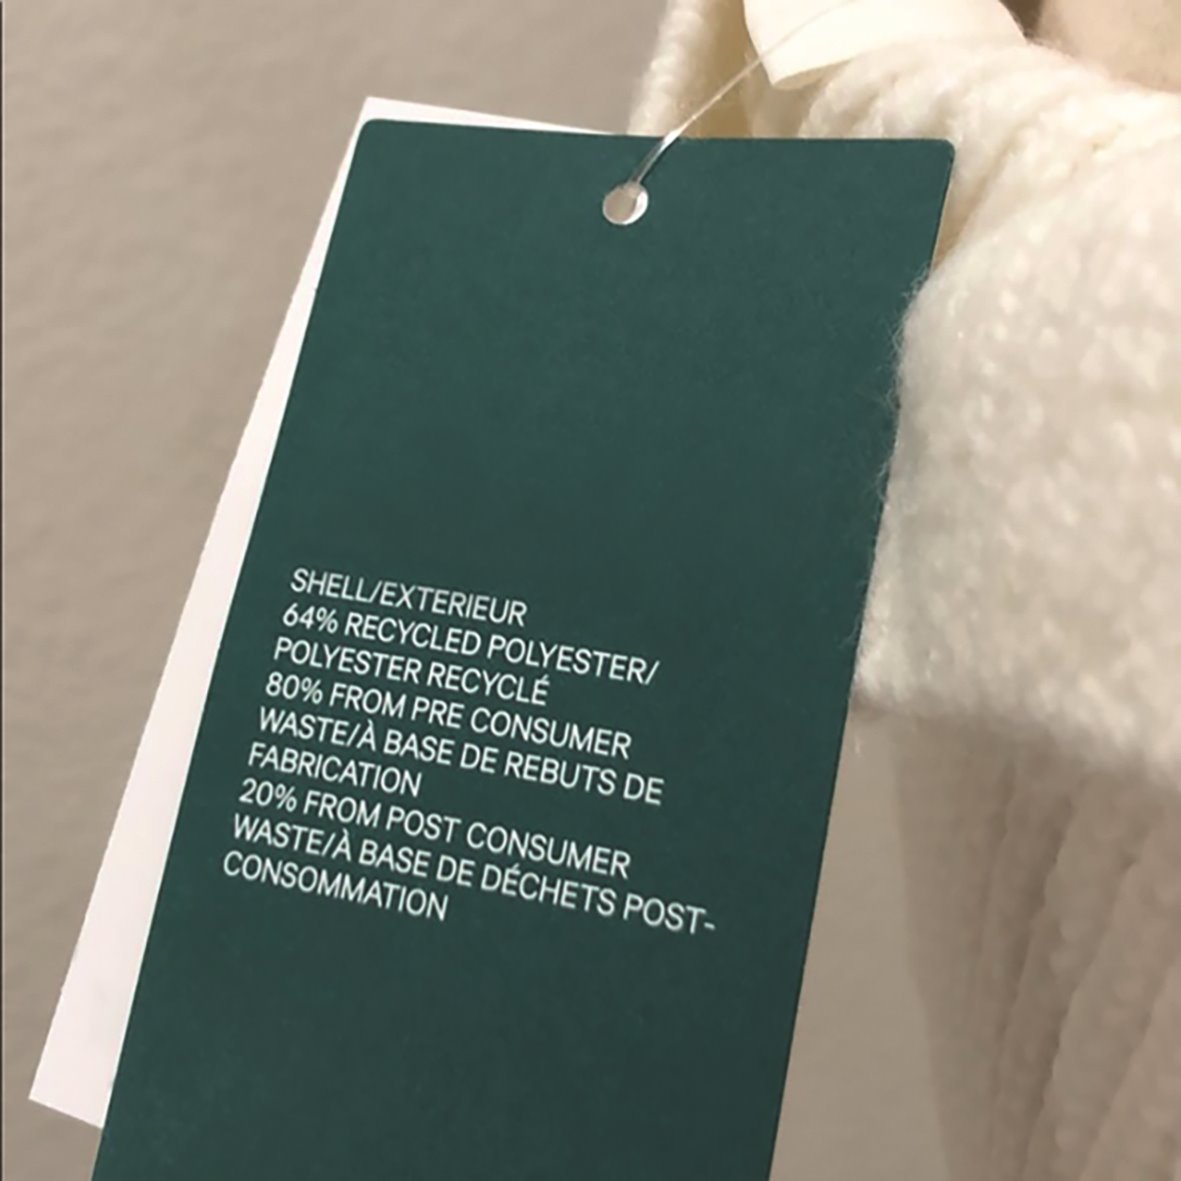 SHELL/EXTERIEUR
64% RECYCLED POLYESTER/
POLYESTER RECYCLÉ
80% FROM PRE CONSUMER
WASTE/À BASE DE REBUTS DE
FABRICATION
20% FROM POST CONSUMER
WASTE/À BASE DE DÉCHETS POST-
CONSOMMATION